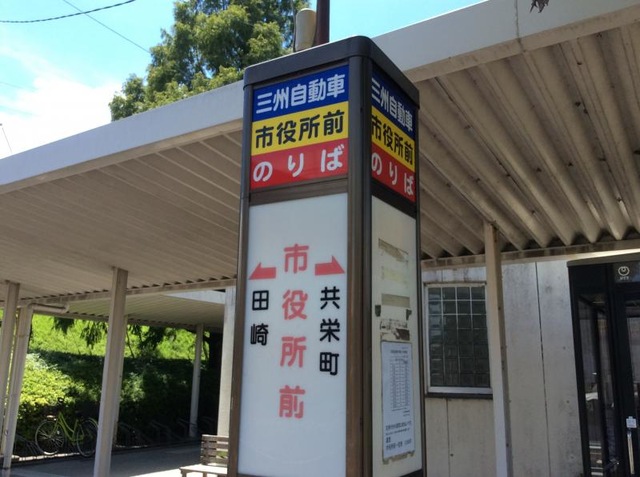 三州自動車
市役所前
のりば
市役所前
田崎
共栄町
三州自動車
市役所前
のりば